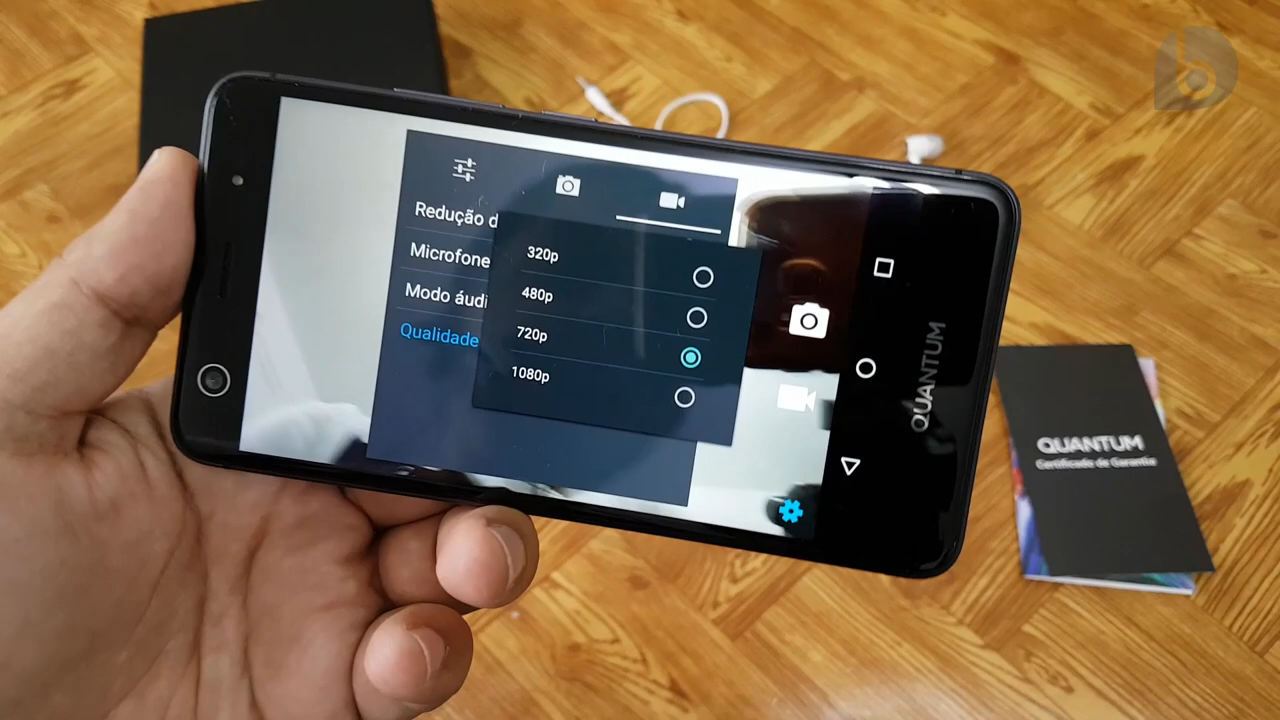 Redução d
Microfone
Modo áudi
Qualidade
320p
480p
720p
1080p
QUANTUM
QUANTUM
Certificado de Garantia
b